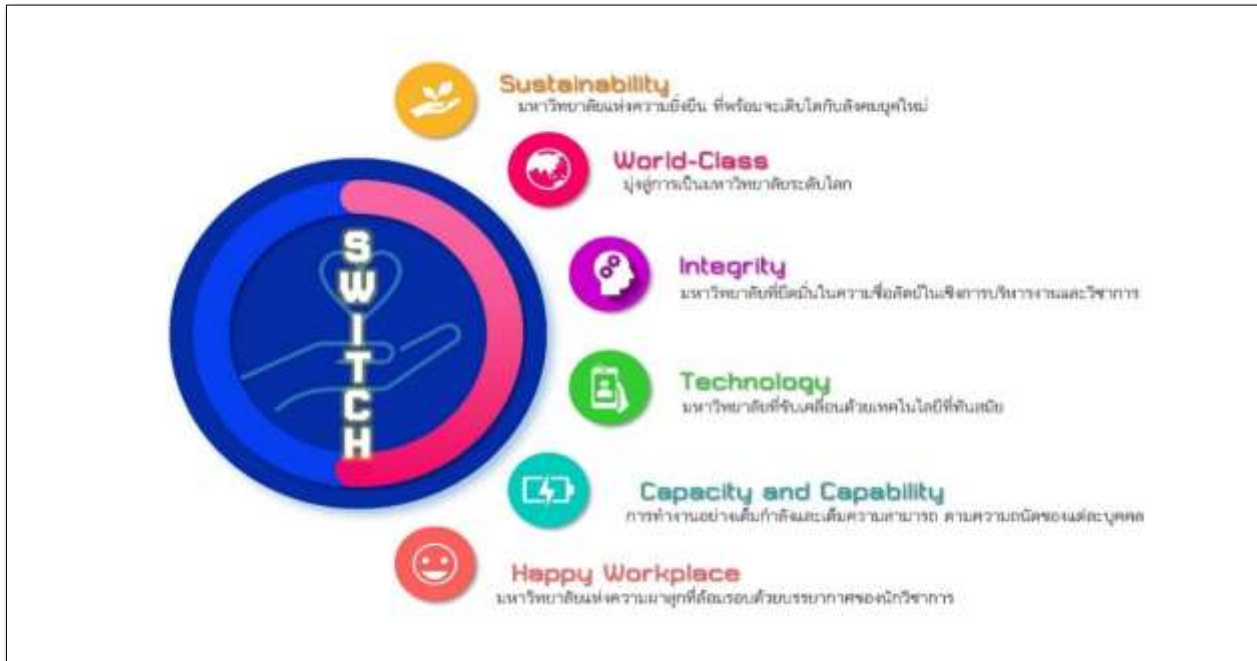 SWITCH
Sustainability
มหาวิทยาลัยแห่งความยั่งยืน ที่พร้อมจะเติบโตกับสังคมยุคใหม่
World-Class
มุ่งสู่การเป็นมหาวิทยาลัยระดับโลก
Integrity
มหาวิทยาลัยที่ยึดมั่นในความซื่อสัตย์ในเชิงการบริหารงานและวิชาการ
Technology
มหาวิทยาลัยที่ขับเคลื่อนด้วยเทคโนโลยีที่ทันสมัย
Capacity and Capability
การทำงานอย่างเต็มกำลังและเต็มความสามารถ ตามความถนัดของแต่ละบุคคล
Happy Workplace
มหาวิทยาลัยแห่งความผาสุกที่ล้อมรอบด้วยบรรยากาศของนักวิชาการ